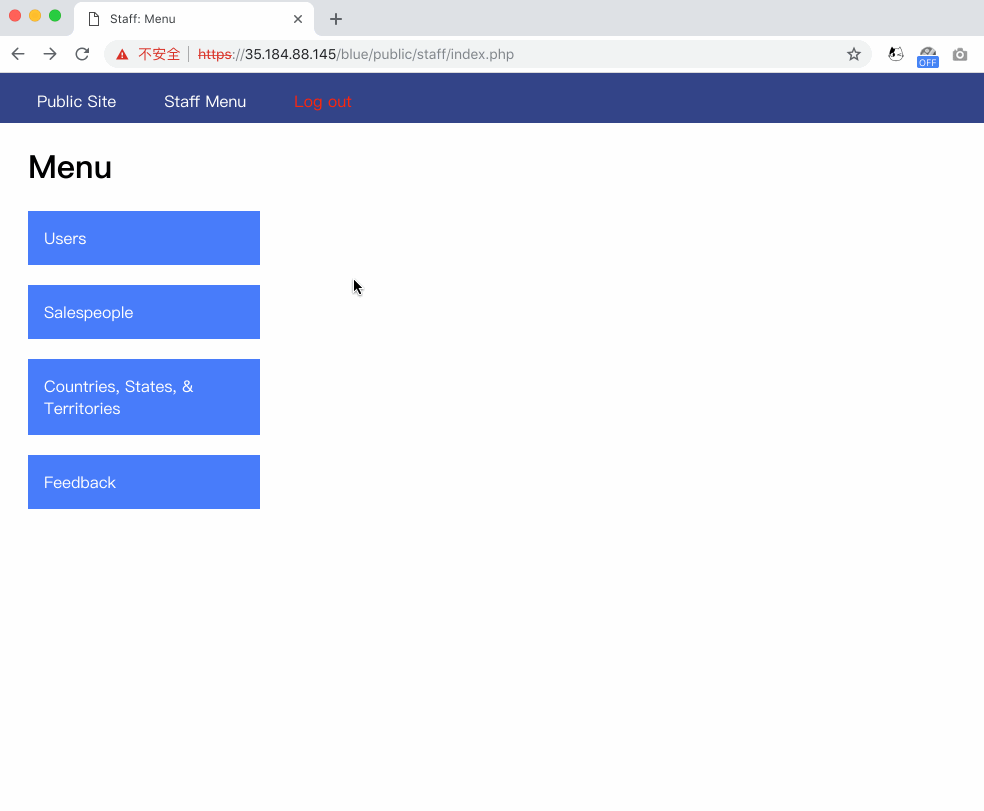 Staff: Menu
不安全 https://35.184.88.145/blue/public/staff/index.php
OFF
Public Site Staff Menu Log out
Menu
Users
Salespeople
Countries, States, &
Territories
Feedback